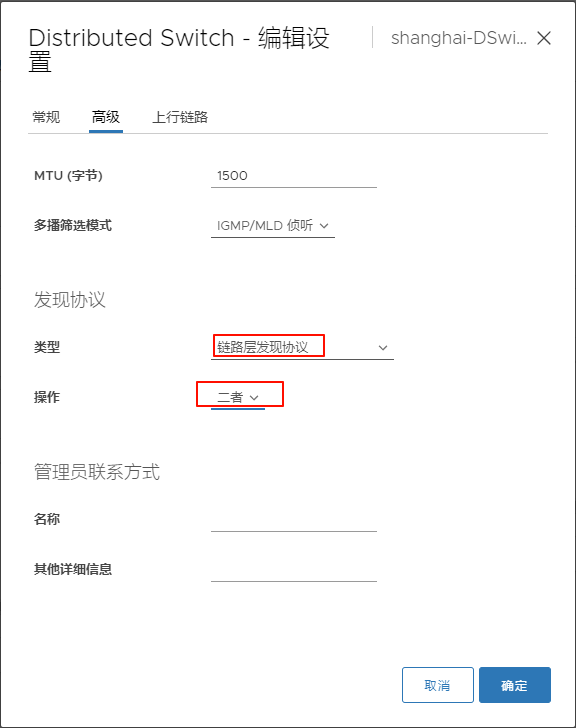 Distributed Switch - 编辑设
置
shanghai-DSwi...
常规 高级 上行链路
MTU (字节) 1500
多播筛选模式 IGMP/MLD 侦听
发现协议
类型 链路层发现协议
操作 二者
管理员联系方式
名称
其他详细信息
取消 确定